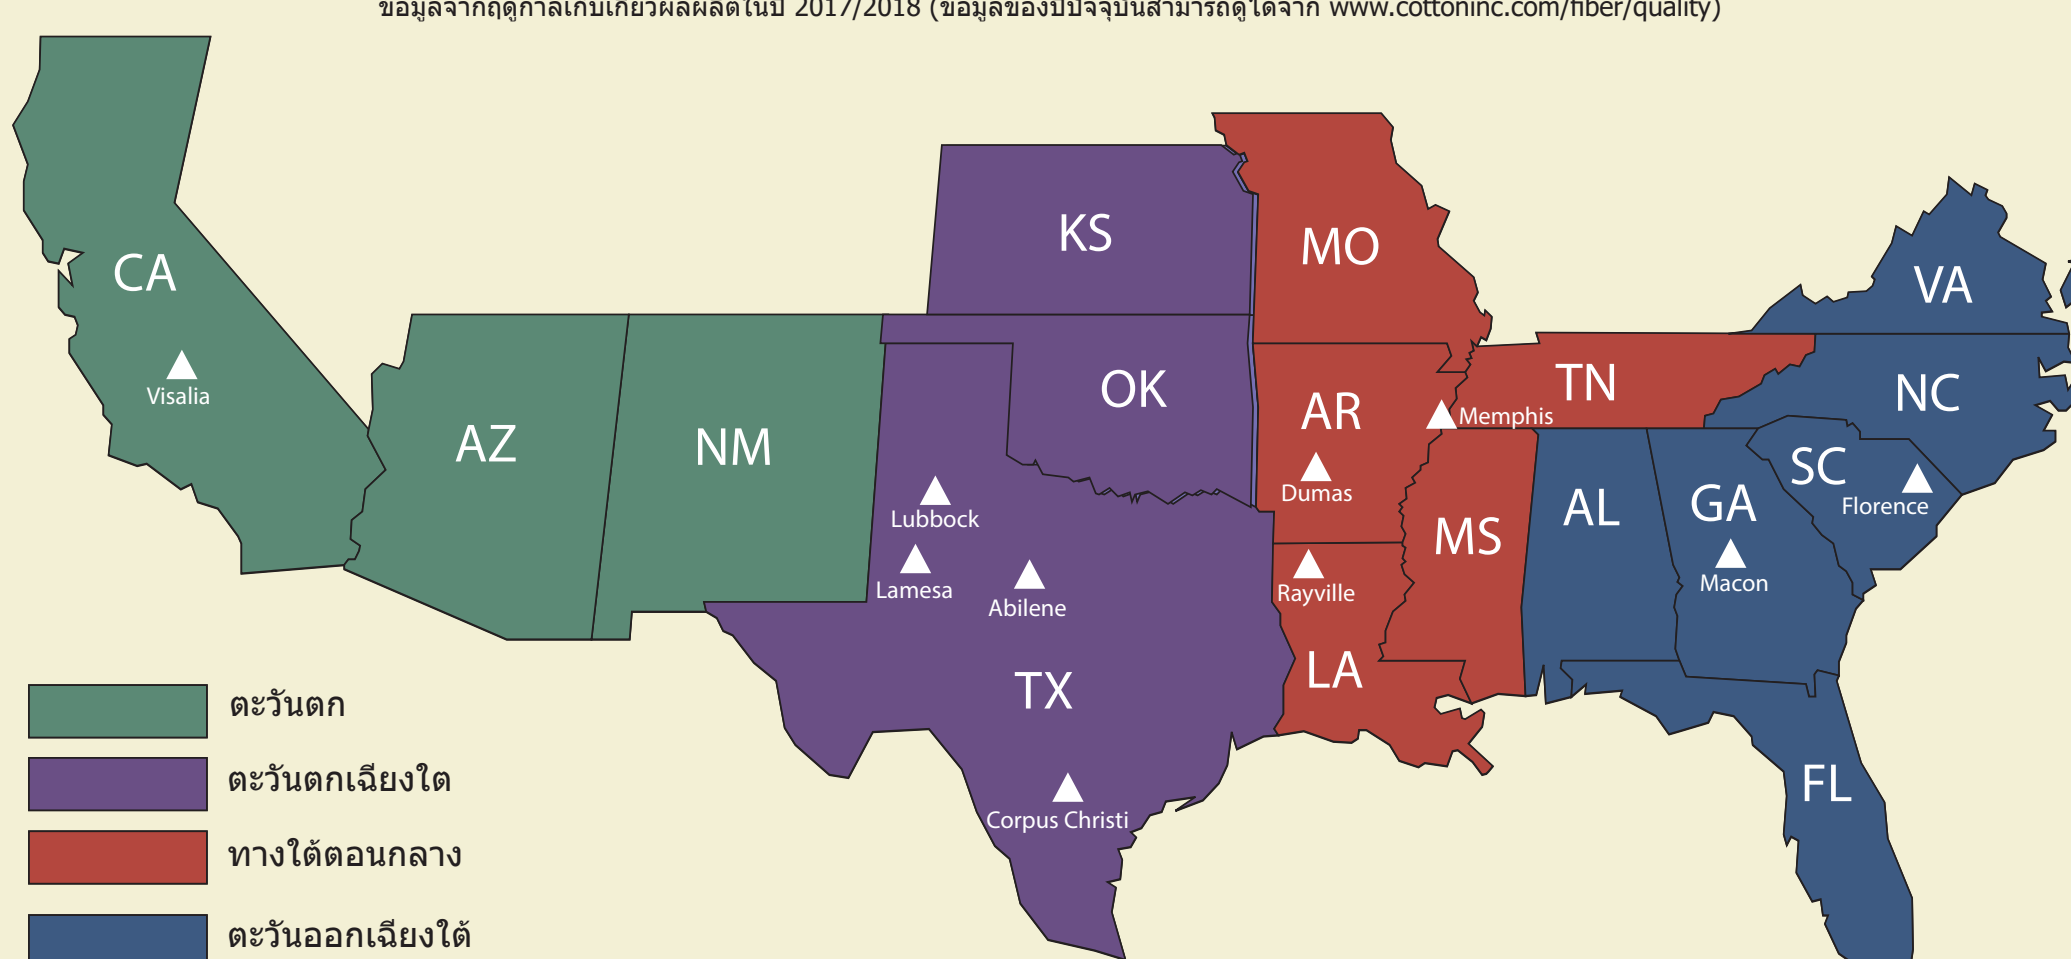 ข้อมูลจากฤดูกาลเก็บเกี่ยวผลผลิตในปี 2017/2018 (ข้อมูลของปีปัจจุบันสามารถดูได้จาก www.cottoninc.com/fiber/quality)
KS
MO
VA
CA
Visalia
AZ
NM
OK
AR
TN
NC
Memphis
SC
Florence
Dumas
Lubbock
MS
AL
GA
Macon
Lamesa
Abilene
Rayville
TX
LA
FL
Corpus Christi
ตะวันตก
ตะวันตกเฉียงใต
ทางใต้ตอนกลาง
ตะวันออกเฉียงใต้